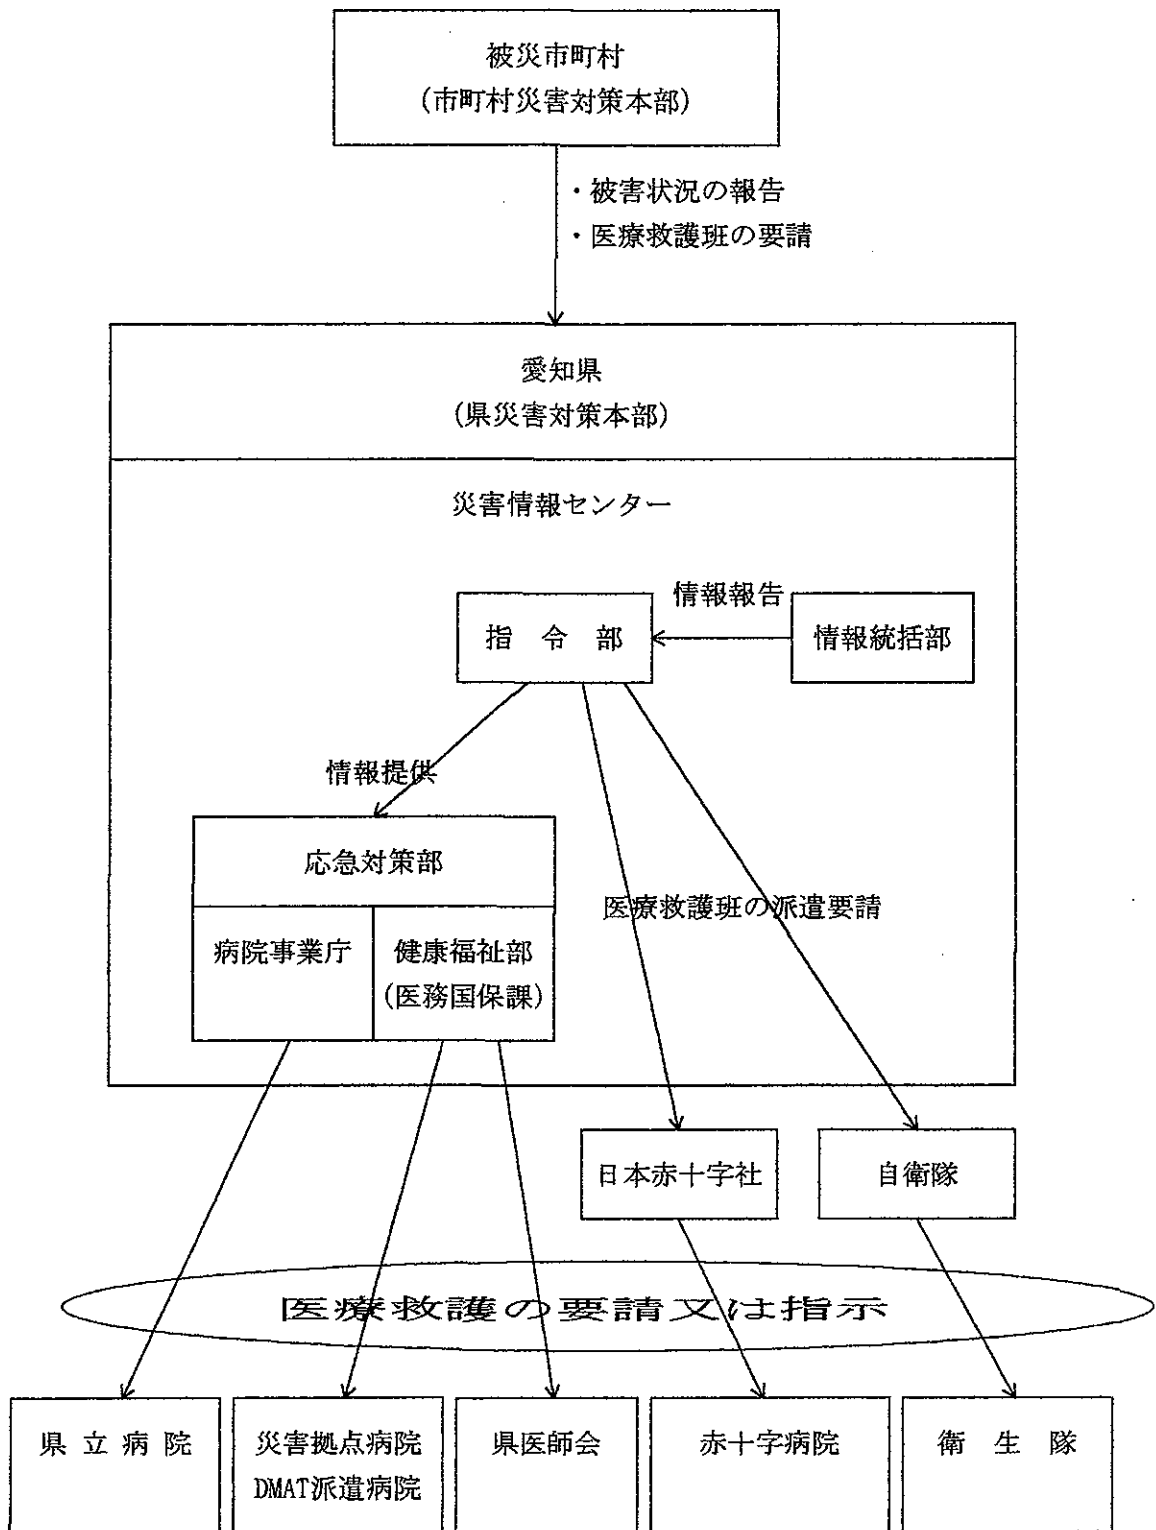 被災市町村
(市町村災害対策本部)
・被害状況の報告
・医療救護班の要請
愛知県
(県災害対策本部)
災害情報センター
情報報告
指 令 部
情報統括部
情報提供
応急対策部
医療救護班の派遣要請
病院事業庁
健康福祉部
(医務国保課)
日本赤十字社
自衛隊
医療救護の要請又は指示
県 立 病 院
災害拠点病院
DMAT派遣病院
県医師会
赤十字病院
衛 生 隊